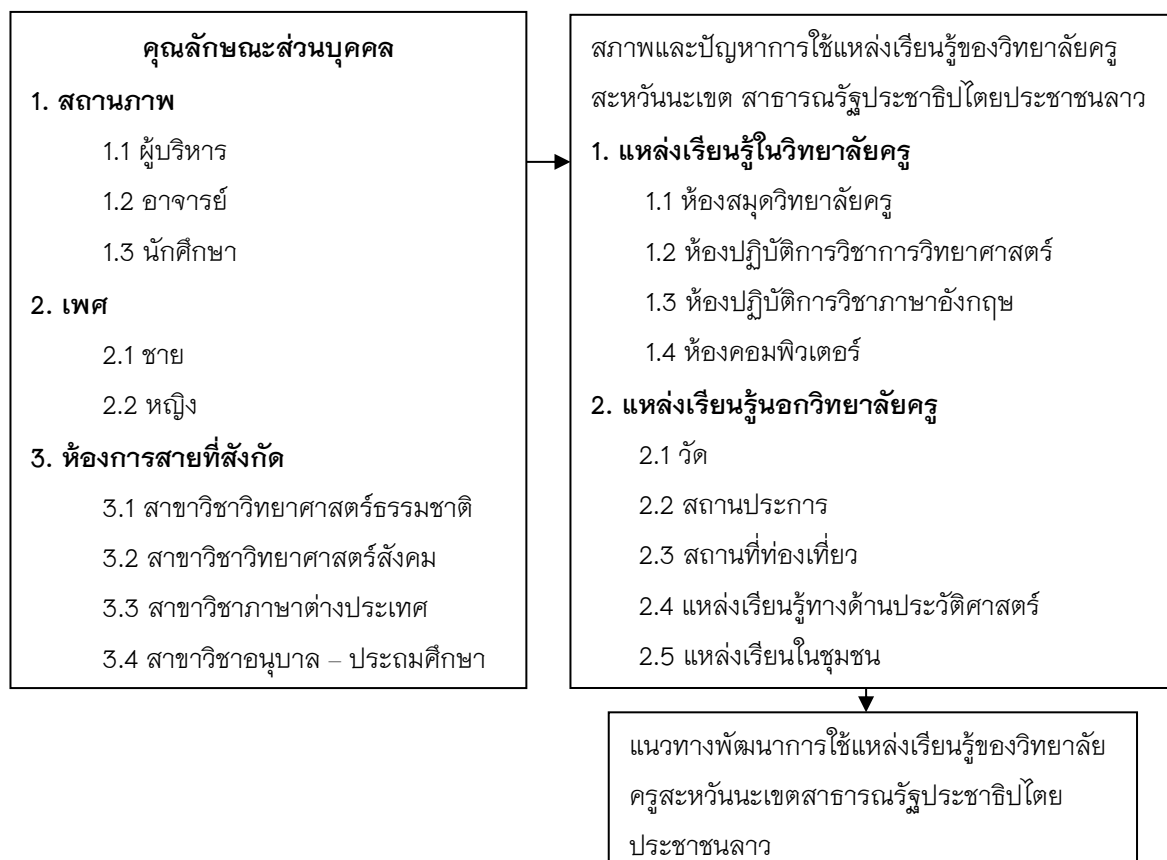 คุณลักษณะส่วนบุคคล
1. สถานภาพ
1.1 ผู้บริหาร
1.2 อาจารย์
1.3 นักศึกษา
2. เพศ
2.1 ชาย
2.2 หญิง
3. ห้องการสายที่สังกัด
3.1 สาขาวิชาวิทยาศาสตร์ธรรมชาติ
3.2 สาขาวิชาวิทยาศาสตร์สังคม
3.3 สาขาวิชาภาษาต่างประเทศ
3.4 สาขาวิชาอนุบาล – ประถมศึกษา
สภาพและปัญหาการใช้แหล่งเรียนรู้ของวิทยาลัยครู
สะหวันนะเขต สาธารณรัฐประชาธิปไตยประชาชนลาว
1. แหล่งเรียนรู้ในวิทยาลัยครู
1.1 ห้องสมุดวิทยาลัยครู
1.2 ห้องปฏิบัติการวิชาการวิทยาศาสตร์
1.3 ห้องปฏิบัติการวิชาภาษาอังกฤษ
1.4 ห้องคอมพิวเตอร์
2. แหล่งเรียนรู้นอกวิทยาลัยครู
2.1 วัด
2.2 สถานประการ
2.3 สถานที่ท่องเที่ยว
2.4 แหล่งเรียนรู้ทางด้านประวัติศาสตร์
2.5 แหล่งเรียนในชุมชน
แนวทางพัฒนาการใช้แหล่งเรียนรู้ของวิทยาลัย
ครูสะหวันนะเขตสาธารณรัฐประชาธิปไตย
ประชาชนลาว